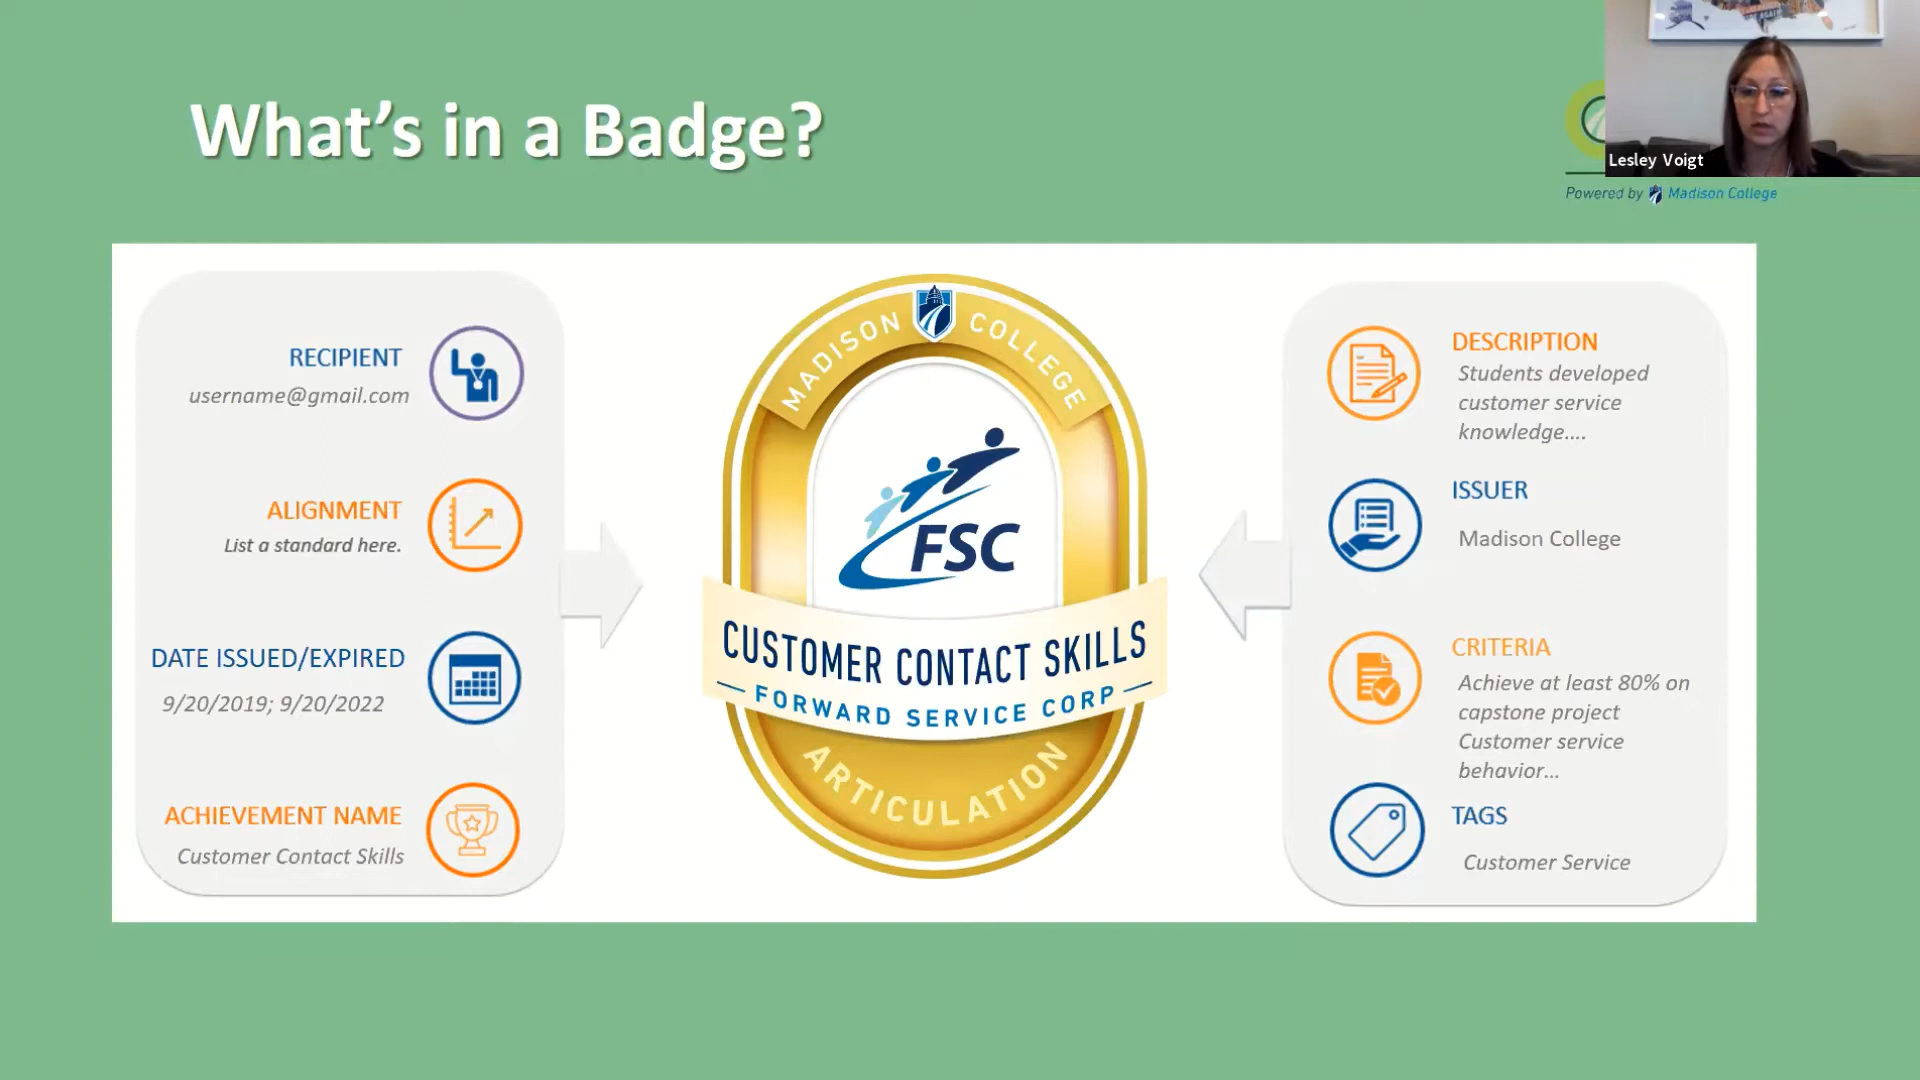 What's in a Badge?
Lesley Voigt
Powered by Madison College
RECIPIENT
username@gmail.com
ALIGNMENT
List a standard here.
DATE ISSUED/EXPIRED
9/20/2019; 9/20/2022
ACHIEVEMENT NAME
Customer Contact Skills
MADISON COLLEGE
FSC
CUSTOMER CONTACT SKILLS
FORWARD SERVICE CORP
ARTICULATION
DESCRIPTION
Students developed
customer service
knowledge....
ISSUER
Madison College
CRITERIA
Achieve at least 80% on
capstone project
Customer service
behavior...
TAGS
Customer Service